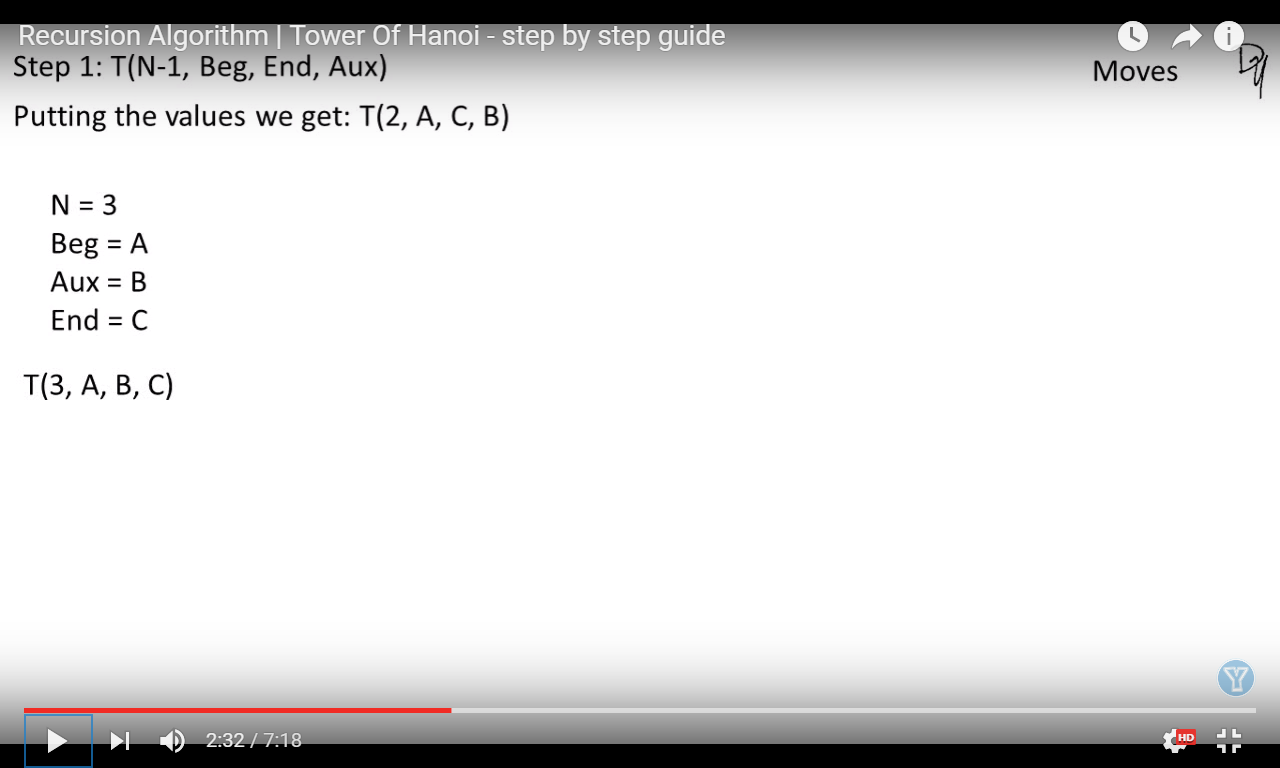 Recursion Algorithm | Tower Of Hanoi - step by step guide
Step 1: T(N-1, Beg, End, Aux)
Moves
Putting the values we get: T(2, A, C, B)
N = 3
Beg = A
Aux = B
End = C
T(3, A, B, C)
Y
2:32 / 7:18
HD